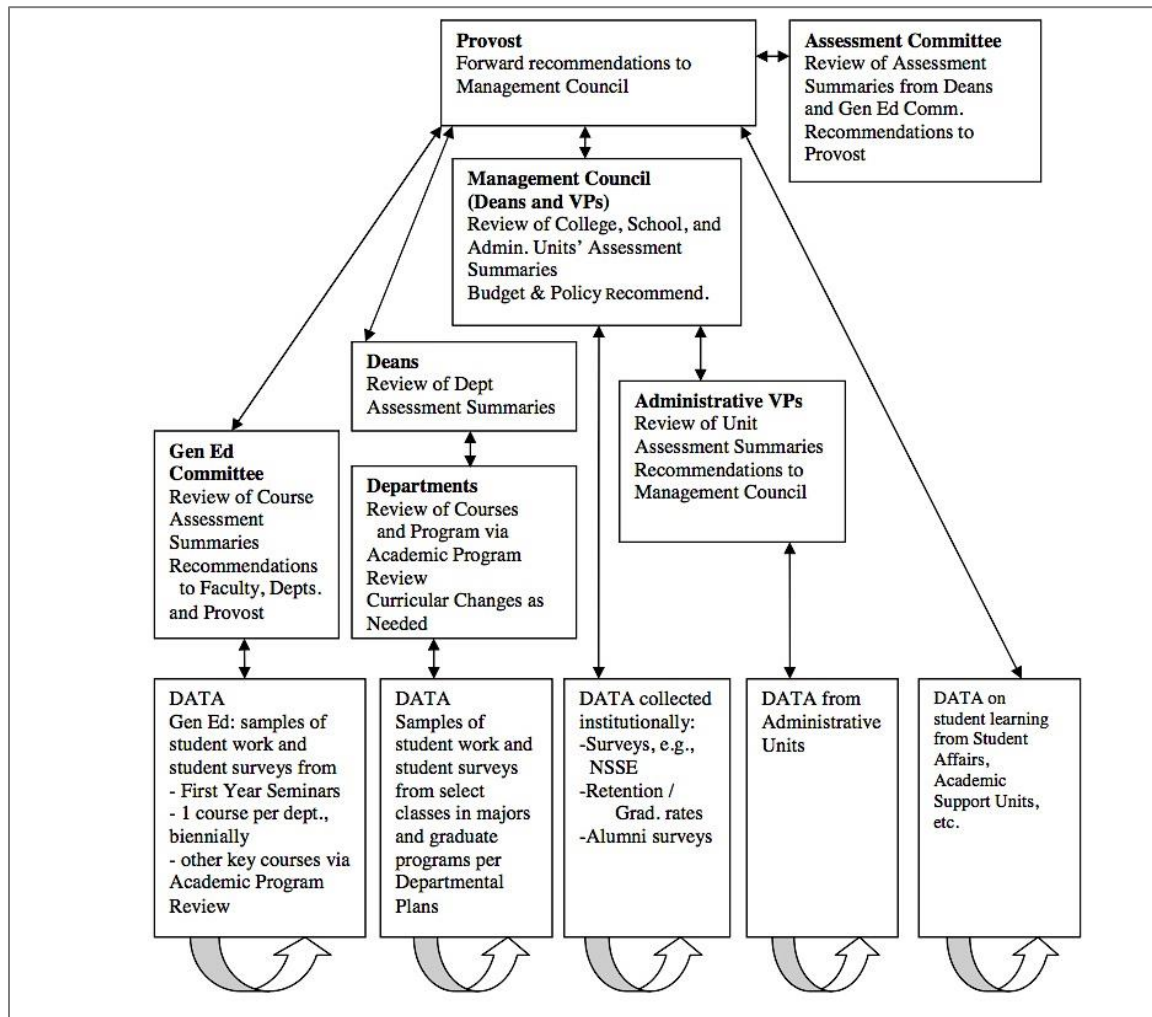 Provost
Forward recommendations to
Management Council
Assessment Committee
Review of Assessment
Summaries from Deans
and Gen Ed Comm.
Recommendations to
Provost
Management Council
(Deans and VPs)
Review of College, School, and
Admin. Units’ Assessment
Summaries
Budget & Policy Recommend.
Deans
Review of Dept
Assessment Summaries
Administrative VPs
Review of Unit
Assessment Summaries
Recommendations to
Management Council
Gen Ed
Committee
Review of Course
Assessment
Summaries
Recommendations
to Faculty, Depts.
and Provost
Departments
Review of Courses
and Program via
Academic Program
Review
Curricular Changes as
Needed
DATA
Gen Ed: samples of
student work and
student surveys from
- First Year Seminars
- 1 course per dept.,
biennially
- other key courses via
Academic Program
Review
DATA
Samples of
student work and
student surveys
from select
classes in majors
and graduate
programs per
Departmental
Plans
DATA collected
institutionally:
-Surveys, e.g.,
NSSE
-Retention /
Grad. rates
-Alumni surveys
DATA from
Administrative
Units
DATA on
student learning
from Student
Affairs,
Academic
Support Units,
etc.